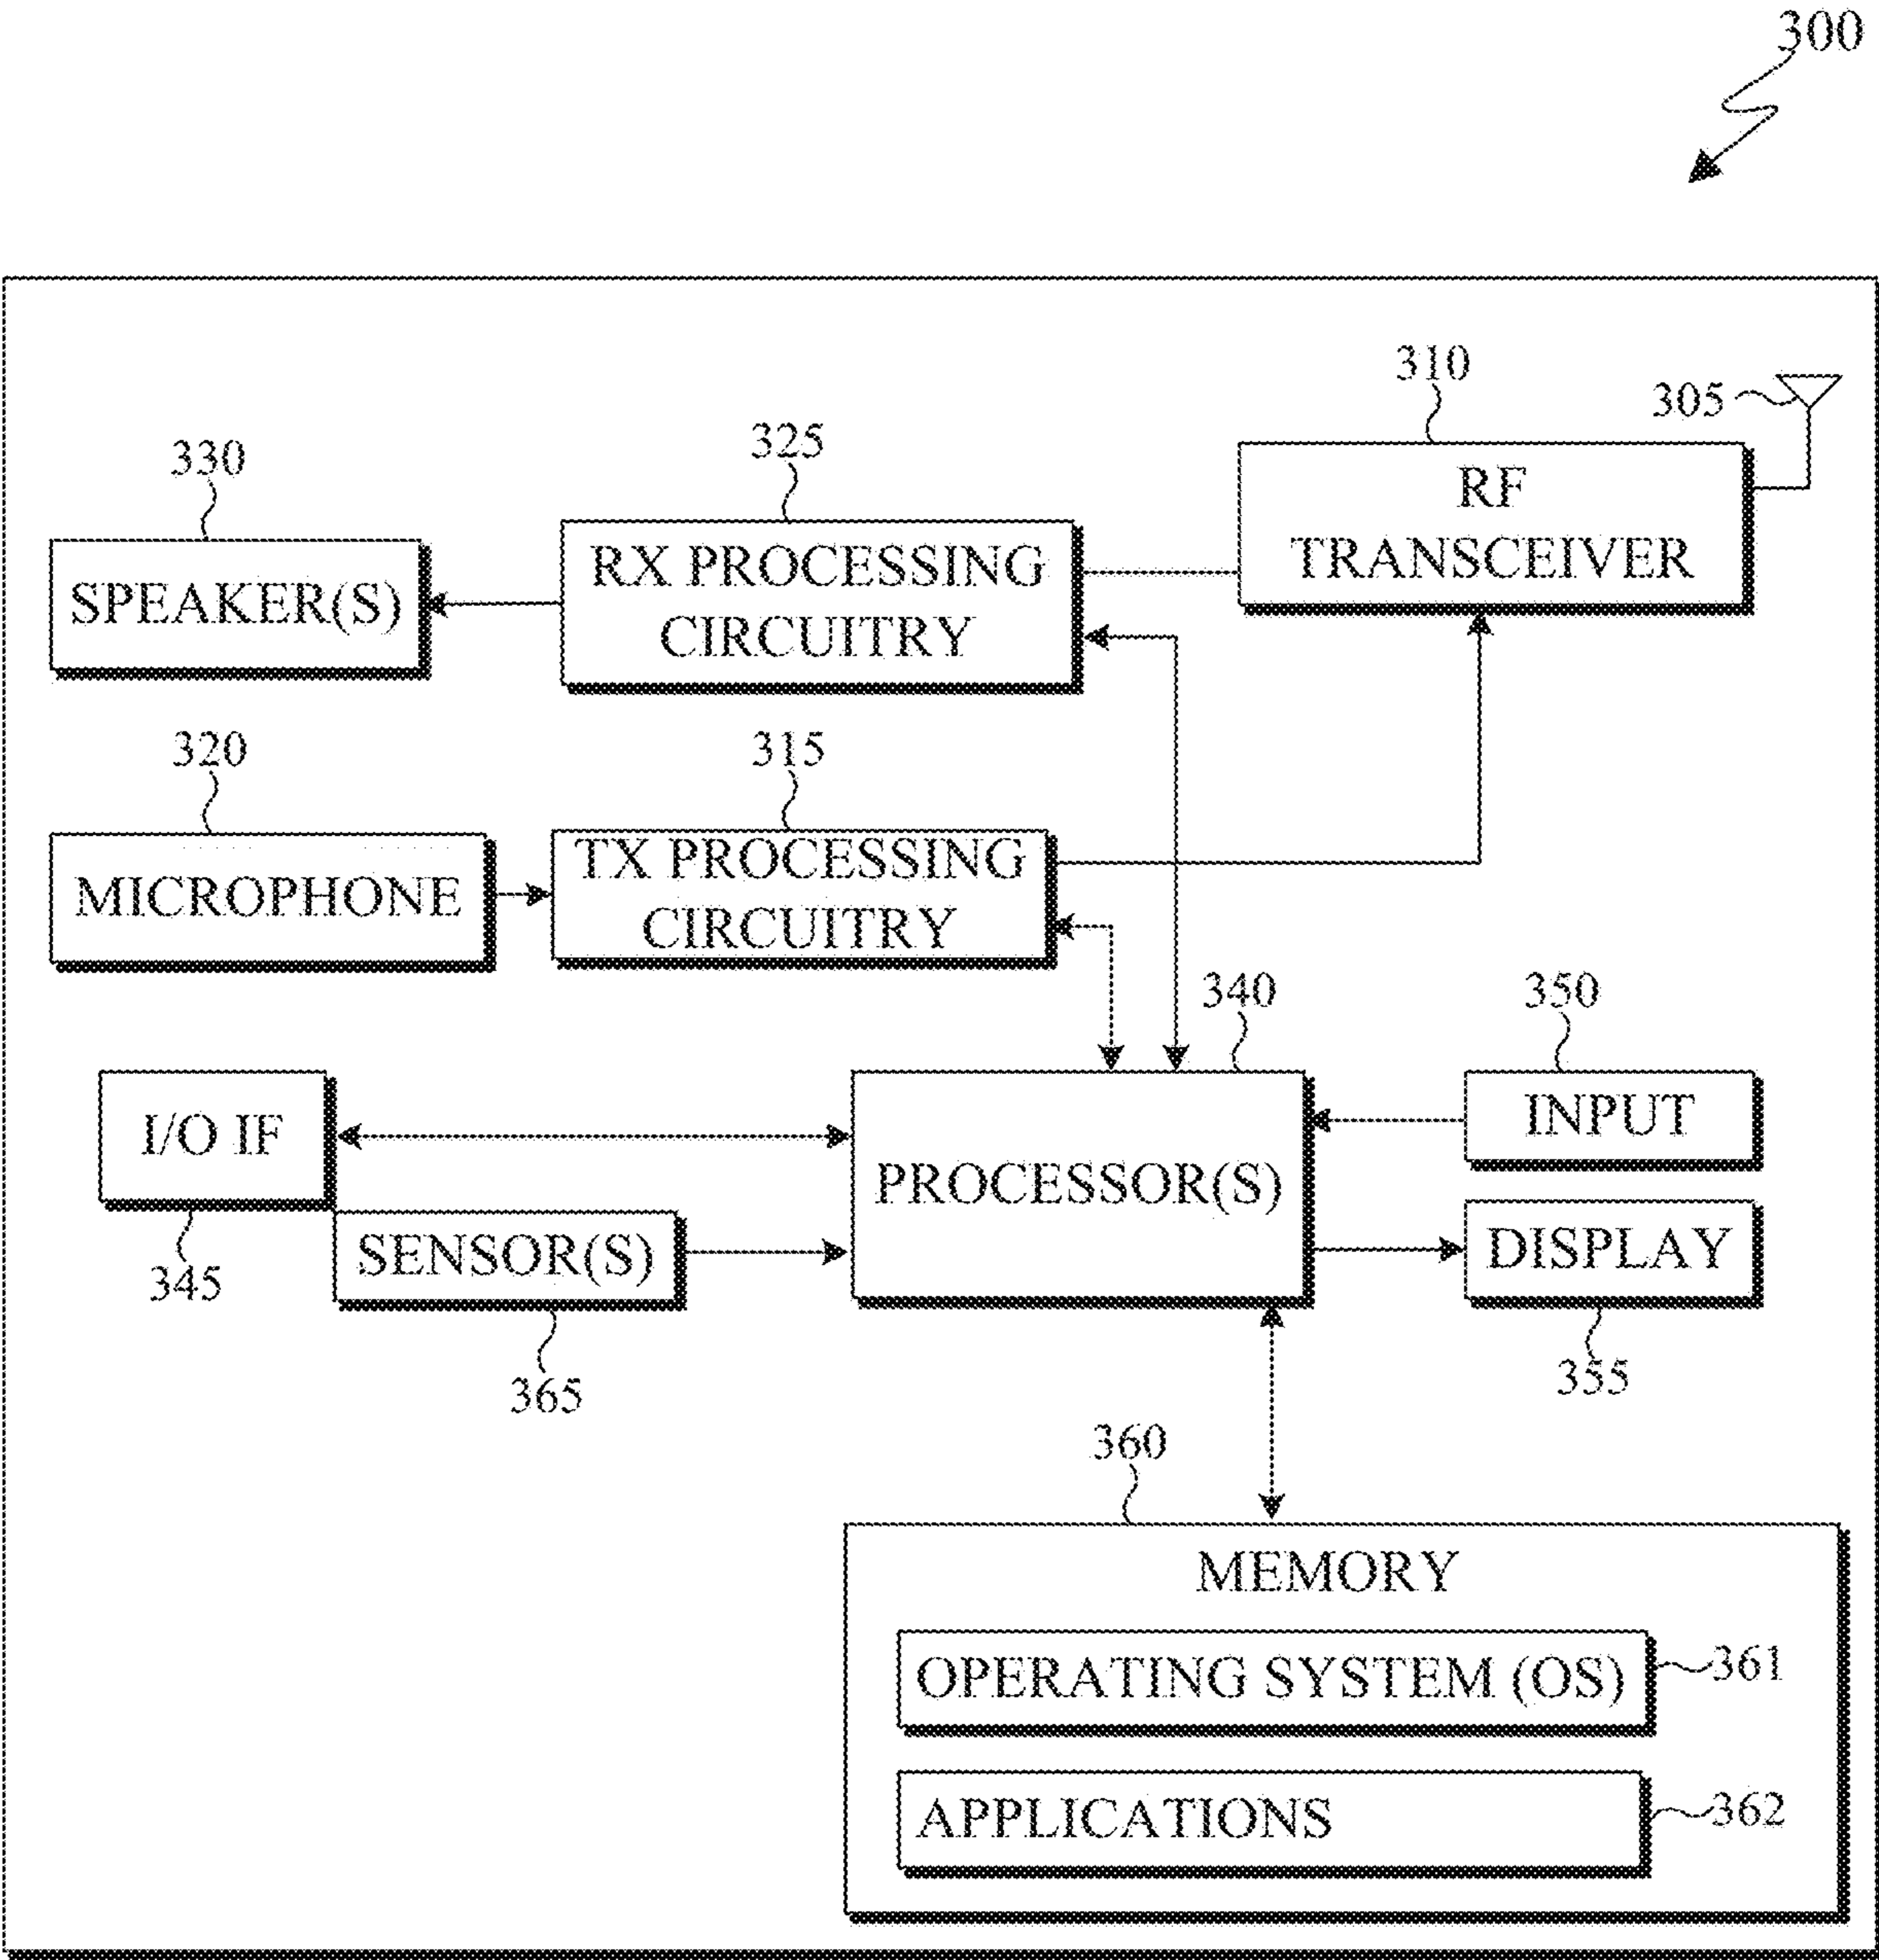 300
310
305
325
330
RF
TRANSCEIVER
RX PROCESSING
CIRCUITRY
SPEAKER(S)
320
315
MICROPHONE
TX PROCESSING
CIRCUITRY
340
350
I/O IF
INPUT
PROCESSOR(S)
SENSOR(S)
DISPLAY
345
365
355
360
MEMORY
OPERATING SYSTEM (OS)
361
APPLICATIONS
362